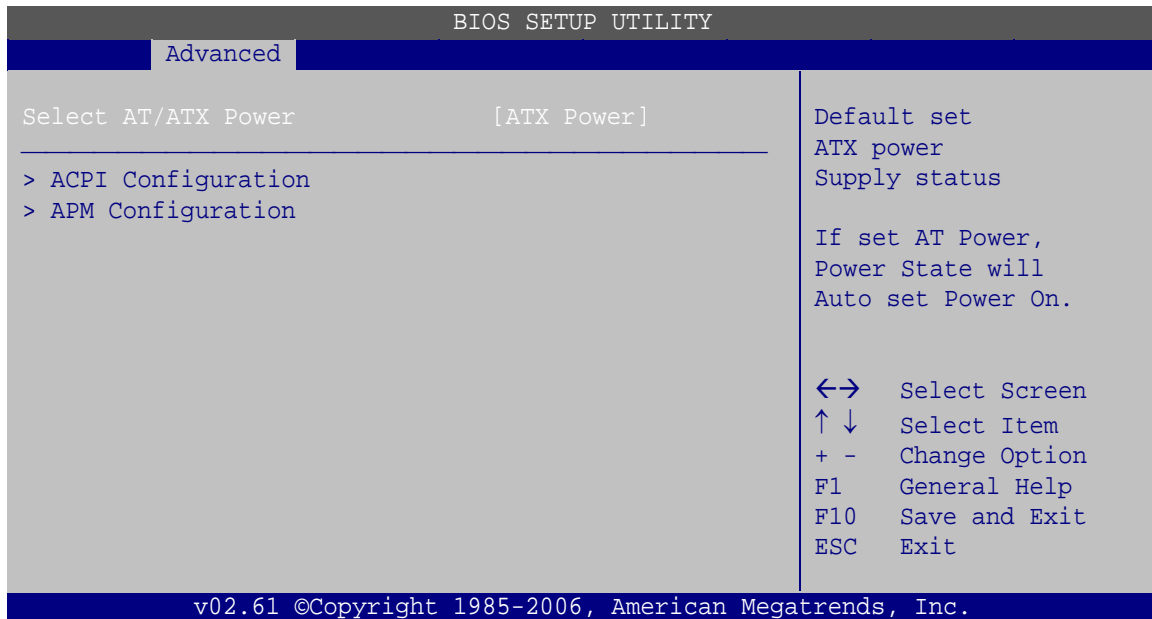 BIOS SETUP UTILITY
Advanced
Select AT/ATX Power [ATX Power]
> ACPI Configuration
> APM Configuration
Default set
ATX power
Supply status
If set AT Power,
Power State will
Auto set Power On.
←→ Select Screen
↑ ↓ Select Item
+ - Change Option
F1 General Help
F10 Save and Exit
ESC Exit
v02.61 ©Copyright 1985-2006, American Megatrends, Inc.